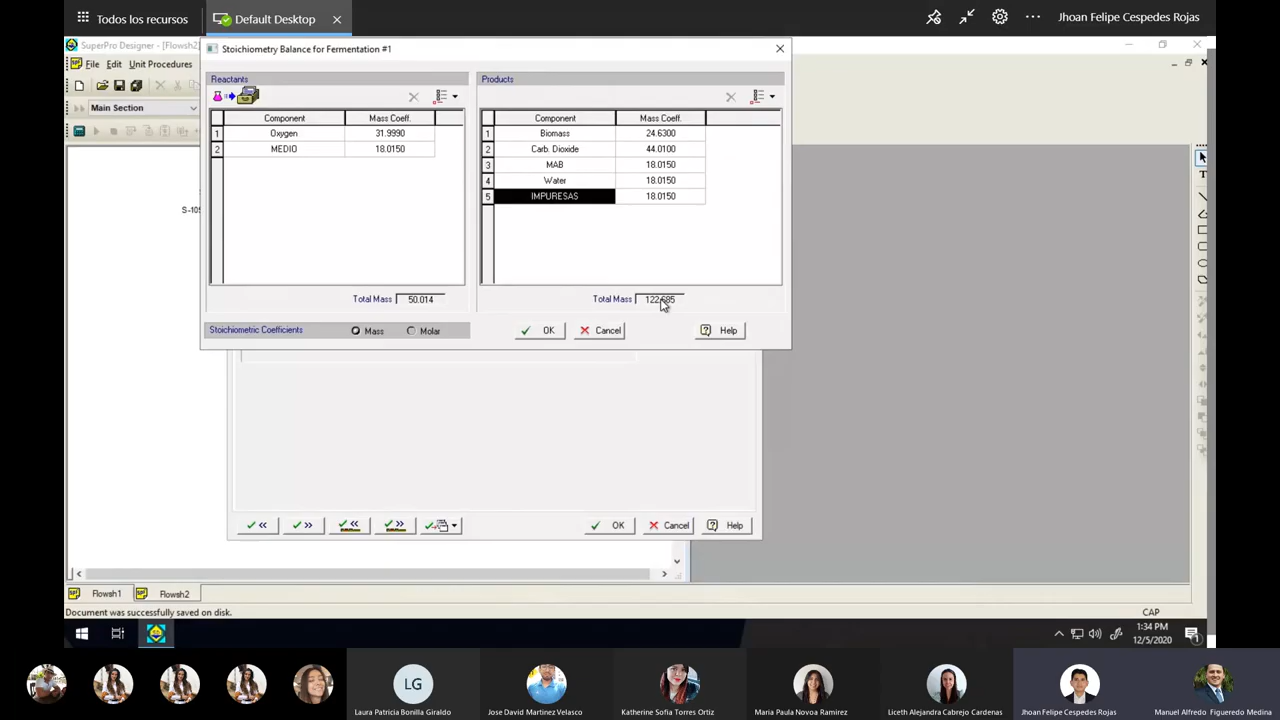 Todos los recursos
Default Desktop
Jhoan Felipe Cespedes Rojas
SuperPro Designer - [Flowsh2]
Stoichiometry Balance for Fermentation #1
File Edit Unit Procedures
Main Section
Reactants
Products
Component Mass Coeff.
1 Oxygen 31.9990
2 MEDIO 18.0150
Component Mass Coeff.
1 Biomass 24.6300
2 Carb. Dioxide 44.0100
3 MAB 18.0150
4 Water 18.0150
5 IMPURESAS 18.0150
S-109
T
Total Mass 50.014
Total Mass 122.685
Stoichiometric Coefficients Mass Molar
OK Cancel Help
OK Cancel Help
Flowsh1 Flowsh2
Document was successfully saved on disk.
CAP
1:34 PM
12/5/2020
1
LG
Laura Patricia Bonilla Giraldo
Jose David Martinez Velasco
Katherine Sofia Torres Ortiz
Maria Paula Novoa Ramirez
Liceth Alejandra Cabrejo Cardenas
Jhoan Felipe Cespedes Rojas
Manuel Alfredo Figueredo Medina